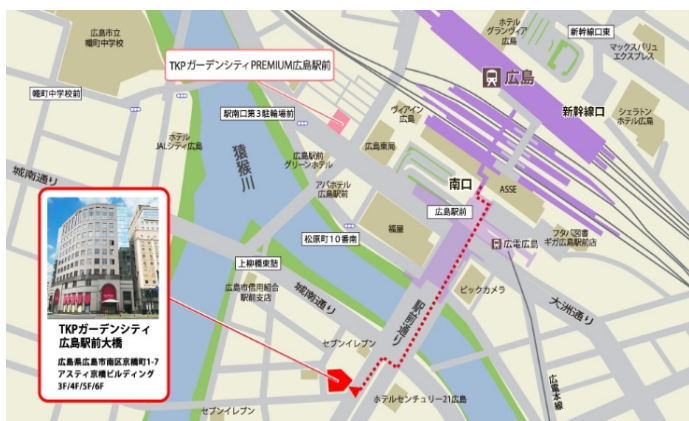 広島市立
幟町中学校
ホテル
グランヴィア
広島
新幹線口東
マックスバリュ
エクスプレス
TKPガーデンシティPREMIUM広島駅前
広島
幟町中学校前
駅南口第3駐輪場前
ヴィアイン
広島
新幹線口
シェラトン
ホテル広島
ホテル
JALシティ広島
猿猴川
広島駅前
グリーンホテル
広島東局
城南通り
アパホテル
広島駅前
南口
ASSE
広島駅前
福屋
松原町10番南
広電広島
フタバ図書
ギガ広島駅前店
上柳橋東詰
広島市信用組合
駅前支店
城南通り
駅前通り
ビックカメラ
大洲通り
TKPガーデンシティ
広島駅前大橋
広島県広島市南区京橋町1-7
アスティ京橋ビルディング
3F/4F/5F/6F
セブンイレブン
広電本線
セブンイレブン
ホテルセンチュリー21広島